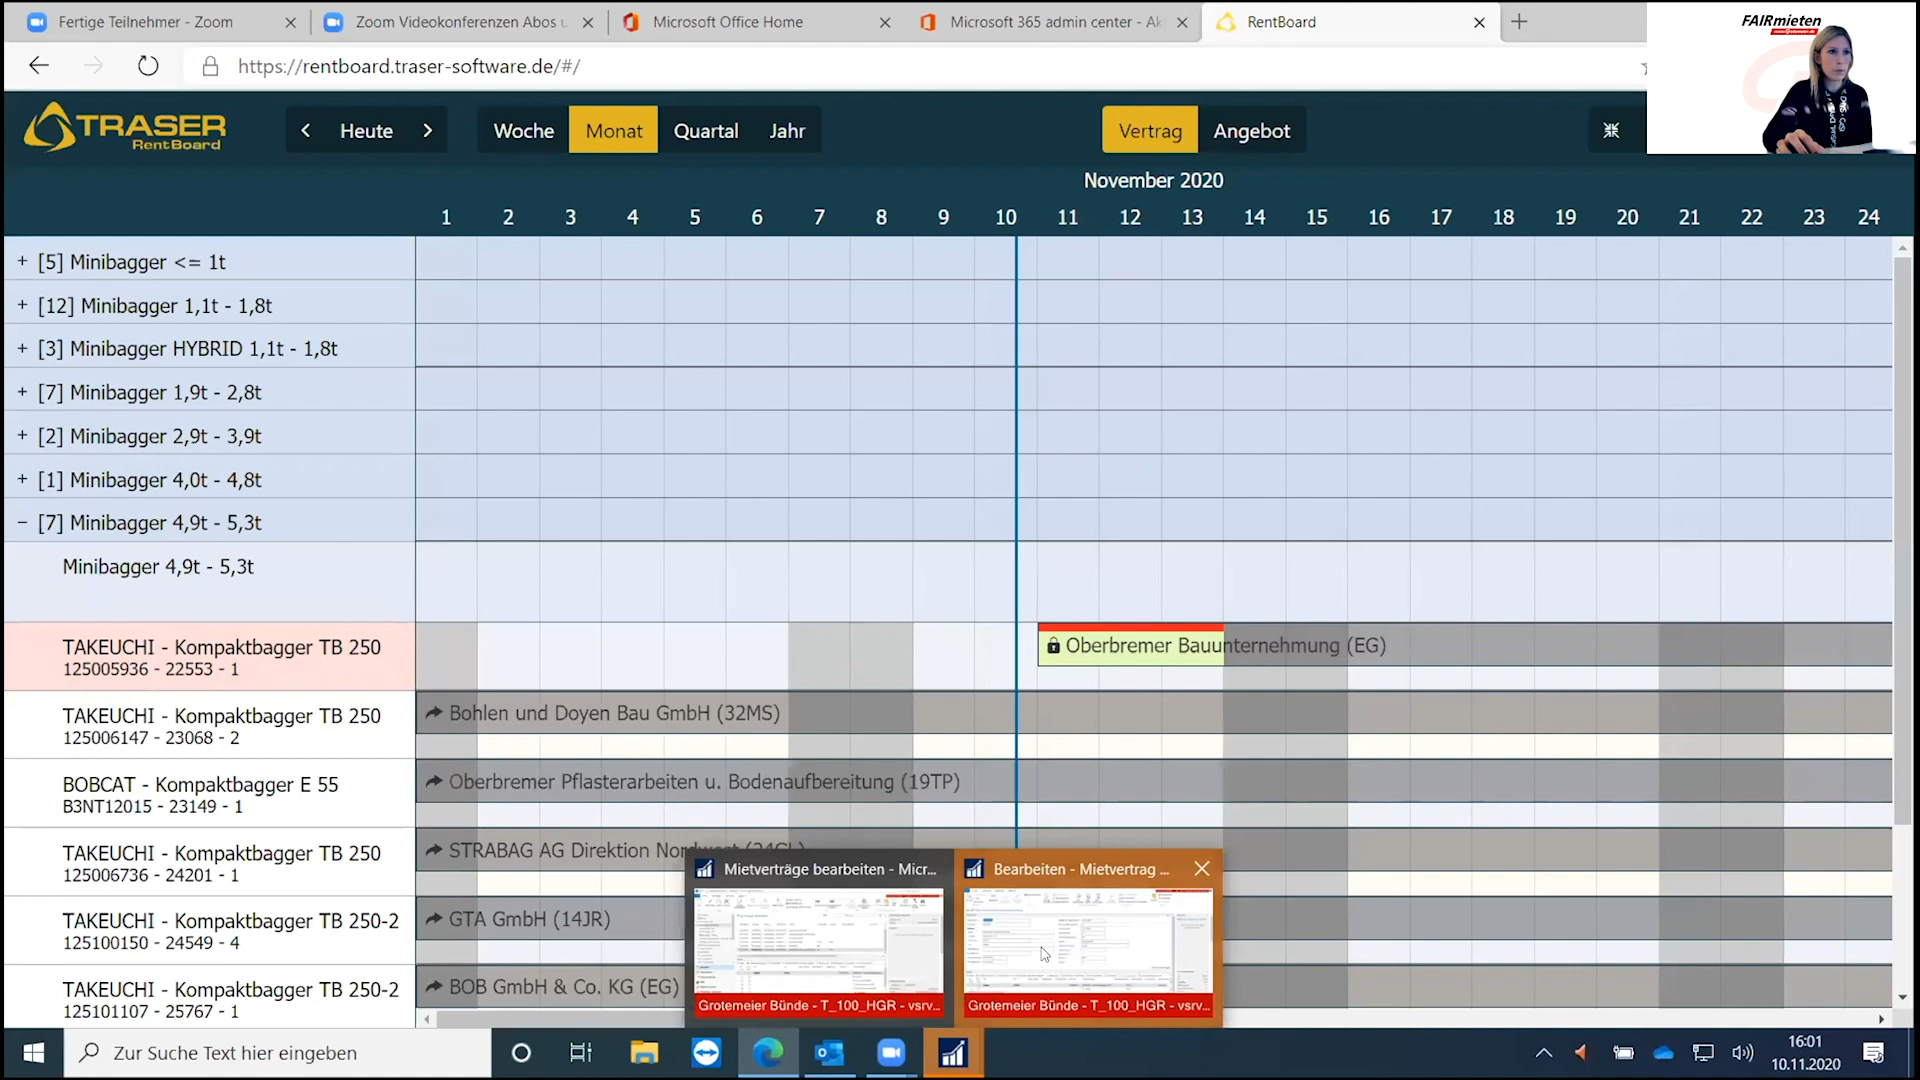 Fertige Teilnehmer - Zoom
Zoom Videokonferenzen Abos u
Microsoft Office Home
Microsoft 365 admin center - Ak
RentBoard
FAIRmieten
https://rentboard.traser-software.de/#/
TRASER
RentBoard
Heute
Woche
Monat
Quartal
Jahr
Vertrag
Angebot
November 2020
1 2 3 4 5 6 7 8 9 10 11 12 13 14 15 16 17 18 19 20 21 22 23 24
+ [5] Minibagger <= 1t
+ [12] Minibagger 1,1t - 1,8t
+ [3] Minibagger HYBRID 1,1t - 1,8t
+ [7] Minibagger 1,9t - 2,8t
+ [2] Minibagger 2,9t - 3,9t
+ [1] Minibagger 4,0t - 4,8t
− [7] Minibagger 4,9t - 5,3t
Minibagger 4,9t - 5,3t
TAKEUCHI - Kompaktbagger TB 250
125005936 - 22553 - 1
Oberbremer Bauunternehmung (EG)
TAKEUCHI - Kompaktbagger TB 250
125006147 - 23068 - 2
Bohlen und Doyen Bau GmbH (32MS)
BOBCAT - Kompaktbagger E 55
B3NT12015 - 23149 - 1
Oberbremer Pflasterarbeiten u. Bodenaufbereitung (19TP)
TAKEUCHI - Kompaktbagger TB 250
125006736 - 24201 - 1
STRABAG AG Direktion
TAKEUCHI - Kompaktbagger TB 250-2
125100150 - 24549 - 4
GTA GmbH (14JR)
TAKEUCHI - Kompaktbagger TB 250-2
125101107 - 25767 - 1
BOB GmbH & Co. KG (EG)
Mietverträge bearbeiten - Micr...
Bearbeiten - Mietvertrag ...
Grotemeier Bünde - T_100_HGR - vsrv...
Grotemeier Bünde - T_100_HGR - vsrv...
Zur Suche Text hier eingeben
16:01
10.11.2020